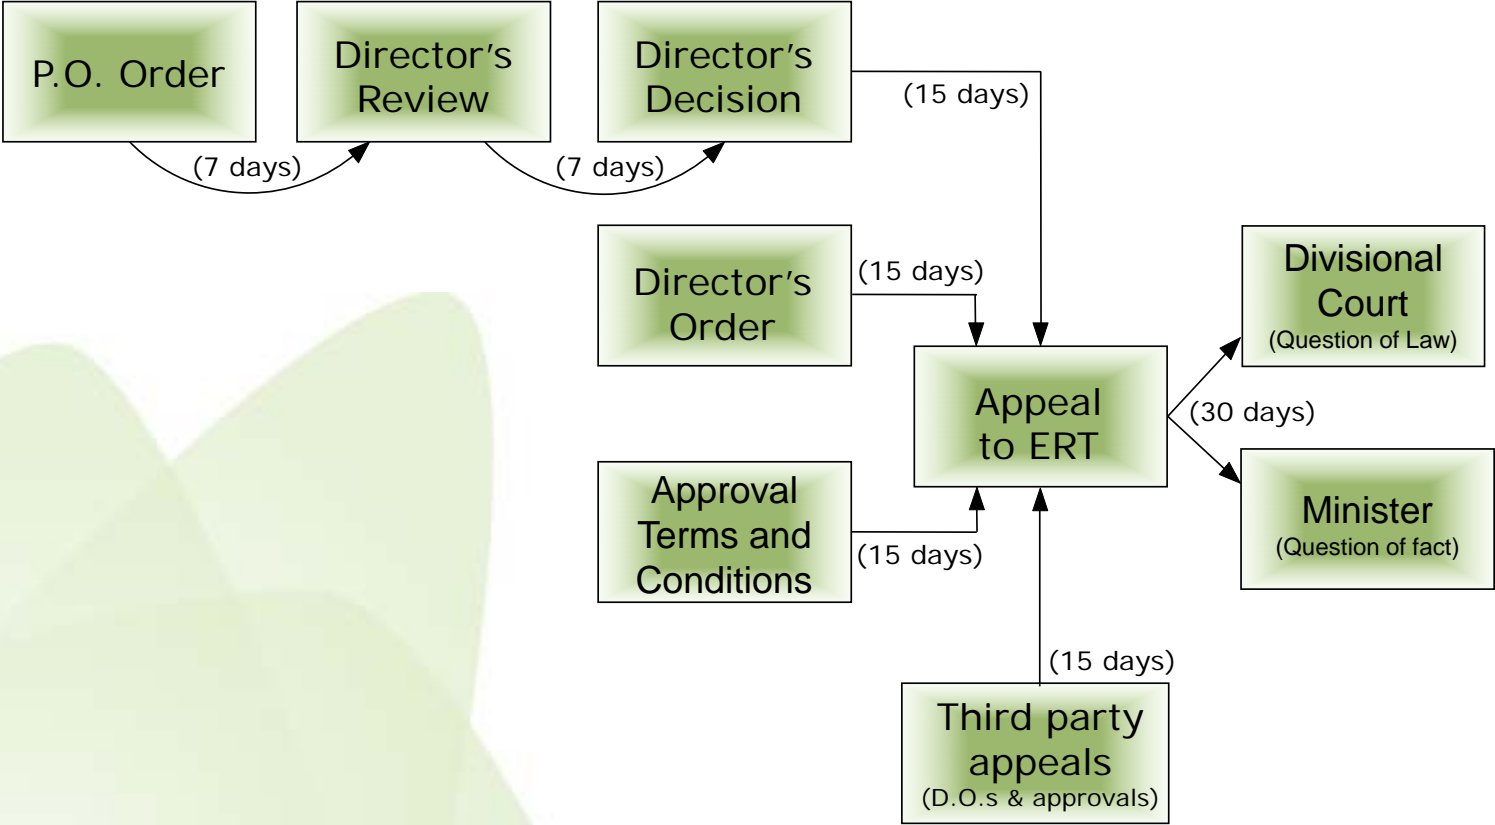 P.O. Order
Director's
Review
Director's
Decision
(7 days)
(7 days)
(15 days)
Director's
Order
(15 days)
Divisional
Court
(Question of Law)
Appeal
to ERT
(30 days)
Approval
Terms and
Conditions
(15 days)
Minister
(Question of fact)
(15 days)
Third party
appeals
(D.O.s & approvals)